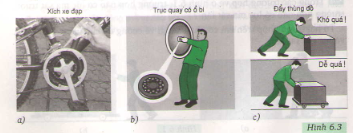 Xích xe đạp
Trục quay có ổ bi
Đẩy thùng đồ
Khó quá !
Dễ quá !
a)
b)
c)
Hình 6.3